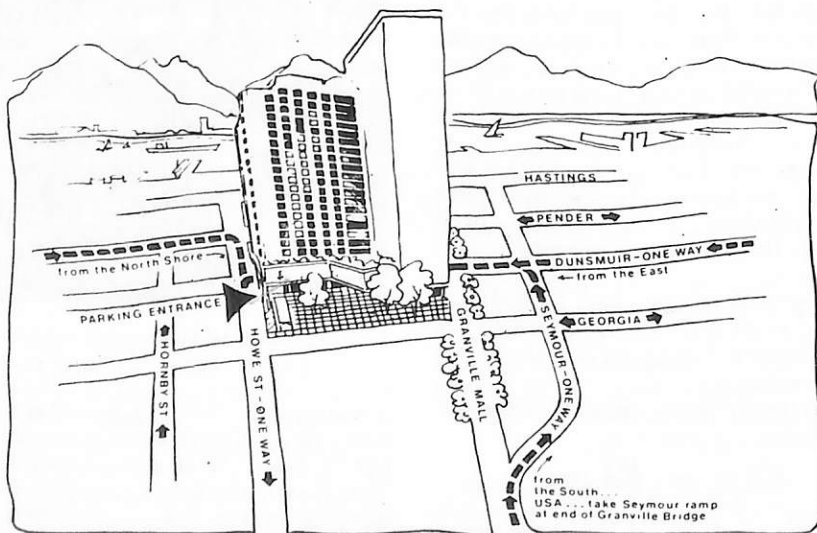 HASTINGS
PENDER
DUNSMUIR-ONE WAY
from the East
from the North Shore
PARKING ENTRANCE
GEORGIA
HORNBY ST
HOWE ST - ONE WAY
GRANVILLE MALL
SEYMOUR-ONE WAY
from
the South...
USA... take Seymour ramp
at end of Granville Bridge